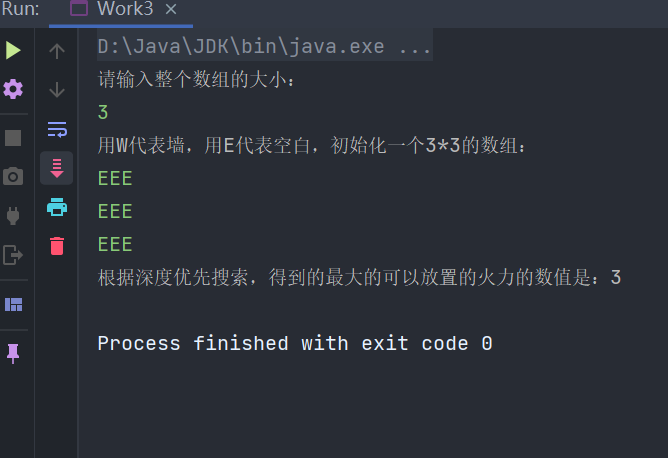 Run: Work3 ×
D:\Java\JDK\bin\java.exe ...
请输入整个数组的大小:
3
用W代表墙，用E代表空白，初始化一个3*3的数组:
EEE
EEE
EEE
根据深度优先搜索，得到的最大的可以放置的火力的数值是: 3
Process finished with exit code 0